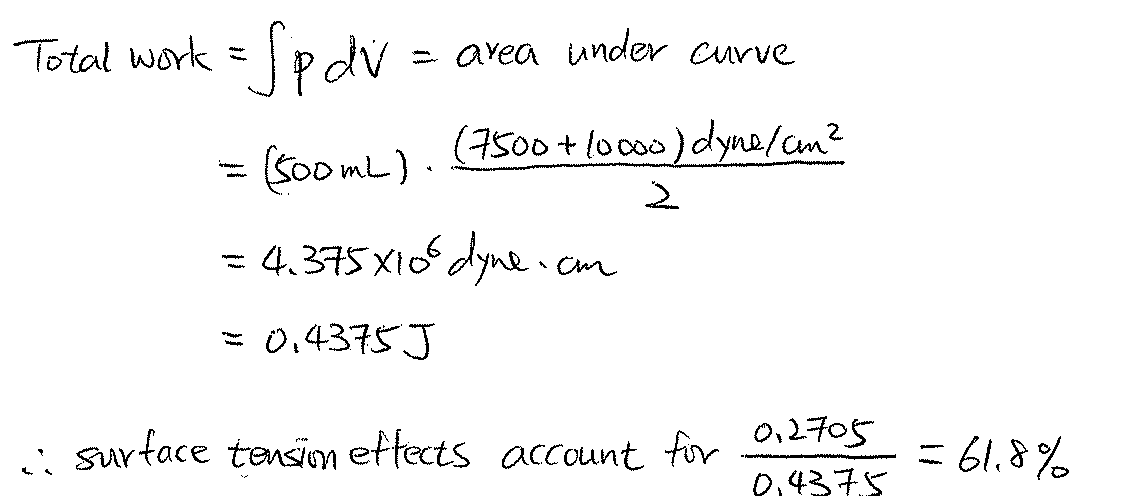 Total work = ∫p dV = area under curve
= (500 mL) · (7500 + 10000) dyne/cm² / 2
= 4.375 × 10⁶ dyne · cm
= 0.4375 J
∴ surface tension effects account for 0.2705 / 0.4375 = 61.8%